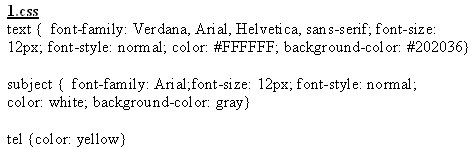 1.css
text { font-family: Verdana, Arial, Helvetica, sans-serif; font-size:
12px; font-style: normal; color: #FFFFFF; background-color: #202036}
subject { font-family: Arial;font-size: 12px; font-style: normal;
color: white; background-color: gray}
tel {color: yellow}